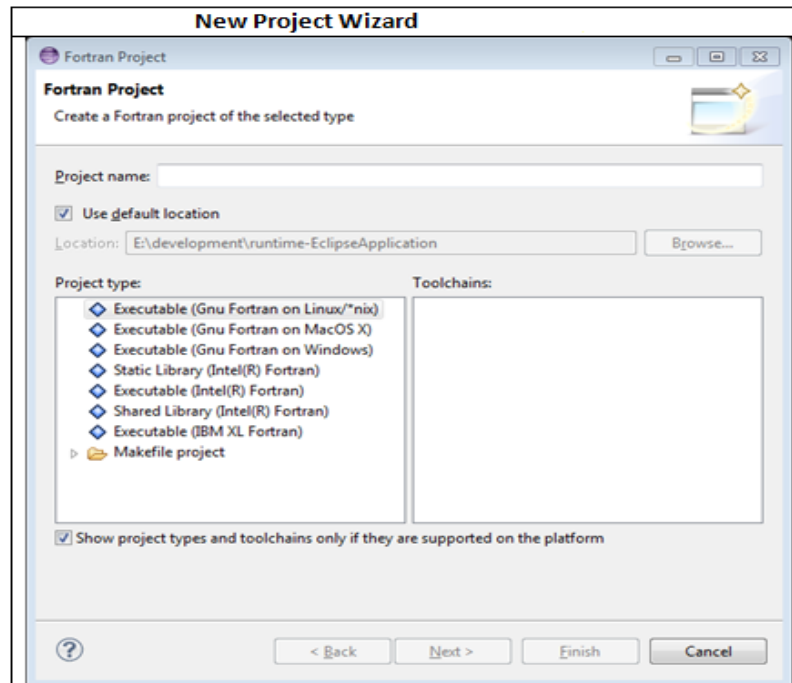 New Project Wizard
Fortran Project
Fortran Project
Create a Fortran project of the selected type
Project name:
Use default location
Location: E:\development\runtime-EclipseApplication Browse...
Project type: Toolchains:
Executable (Gnu Fortran on Linux/*nix)
Executable (Gnu Fortran on MacOS X)
Executable (Gnu Fortran on Windows)
Static Library (Intel(R) Fortran)
Executable (Intel(R) Fortran)
Shared Library (Intel(R) Fortran)
Executable (IBM XL Fortran)
Makefile project
Show project types and toolchains only if they are supported on the platform
? < Back Next > Finish Cancel